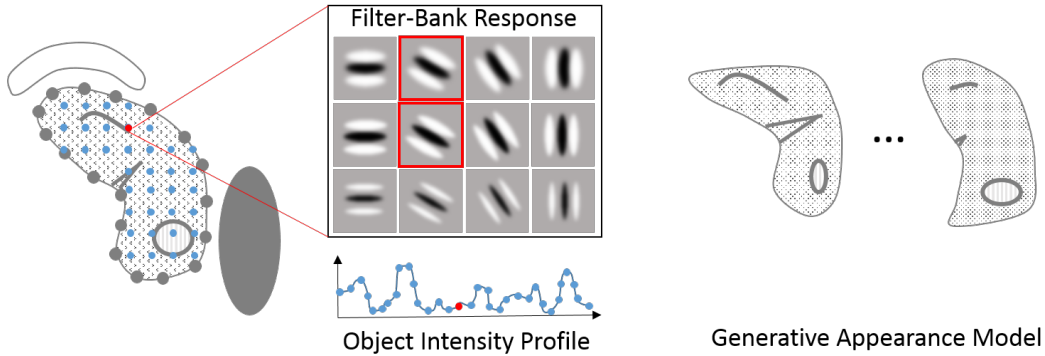 Filter-Bank Response
...
Object Intensity Profile
Generative Appearance Model